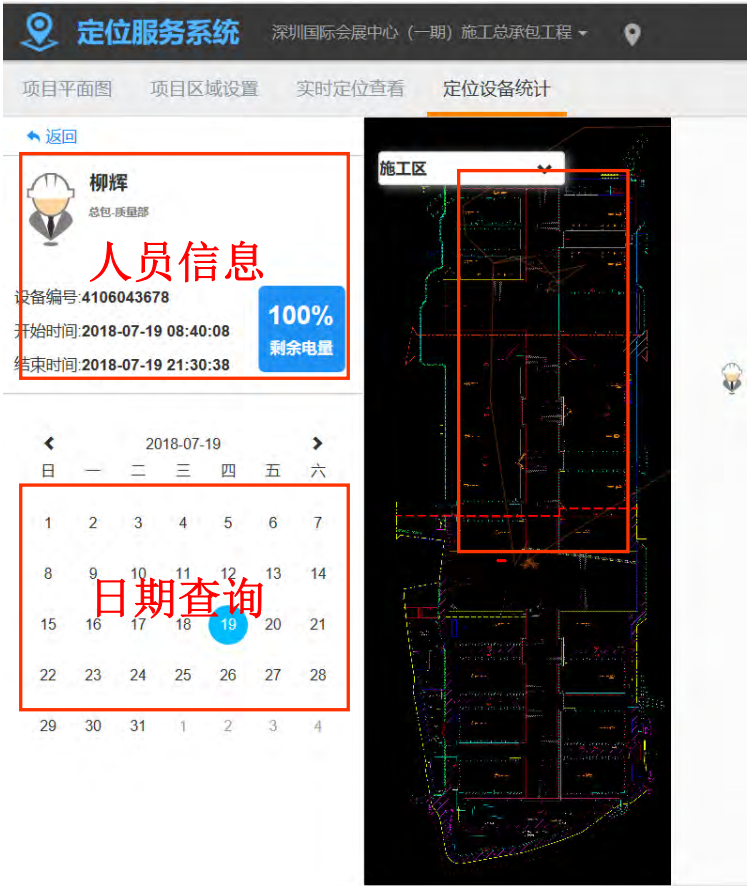 定位服务系统 深圳国际会展中心（一期）施工总承包工程
项目平面图 项目区域设置 实时定位查看 定位设备统计
返回
施工区
柳辉
总包-质量部
人员信息
设备编号:4106043678
开始时间:2018-07-19 08:40:08
结束时间:2018-07-19 21:30:38
100%
剩余电量
2018-07-19
日 一 二 三 四 五 六
1 2 3 4 5 6 7
8 9 10 11 12 13 14
日期查询
15 16 17 18 19 20 21
22 23 24 25 26 27 28
29 30 31 1 2 3 4